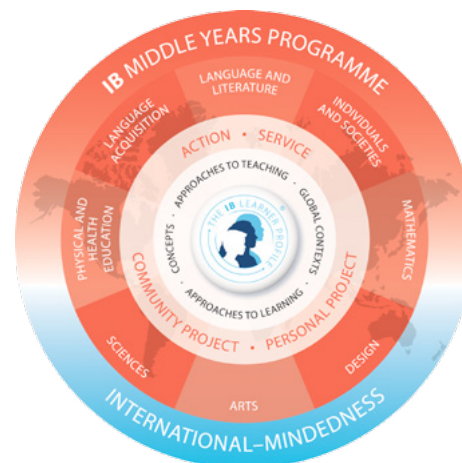 IB MIDDLE YEARS PROGRAMME
LANGUAGE AND
LITERATURE
INDIVIDUALS
AND SOCIETIES
MATHEMATICS
DESIGN
ARTS
SCIENCES
PHYSICAL AND
HEALTH
EDUCATION
LANGUAGE
ACQUISITION
ACTION • SERVICE
PERSONAL PROJECT
COMMUNITY PROJECT •
APPROACHES TO TEACHING ·
GLOBAL CONTEXTS ·
APPROACHES TO LEARNING ·
CONCEPTS ·
THE IB LEARNER PROFILE
®
INTERNATIONAL–MINDEDNESS